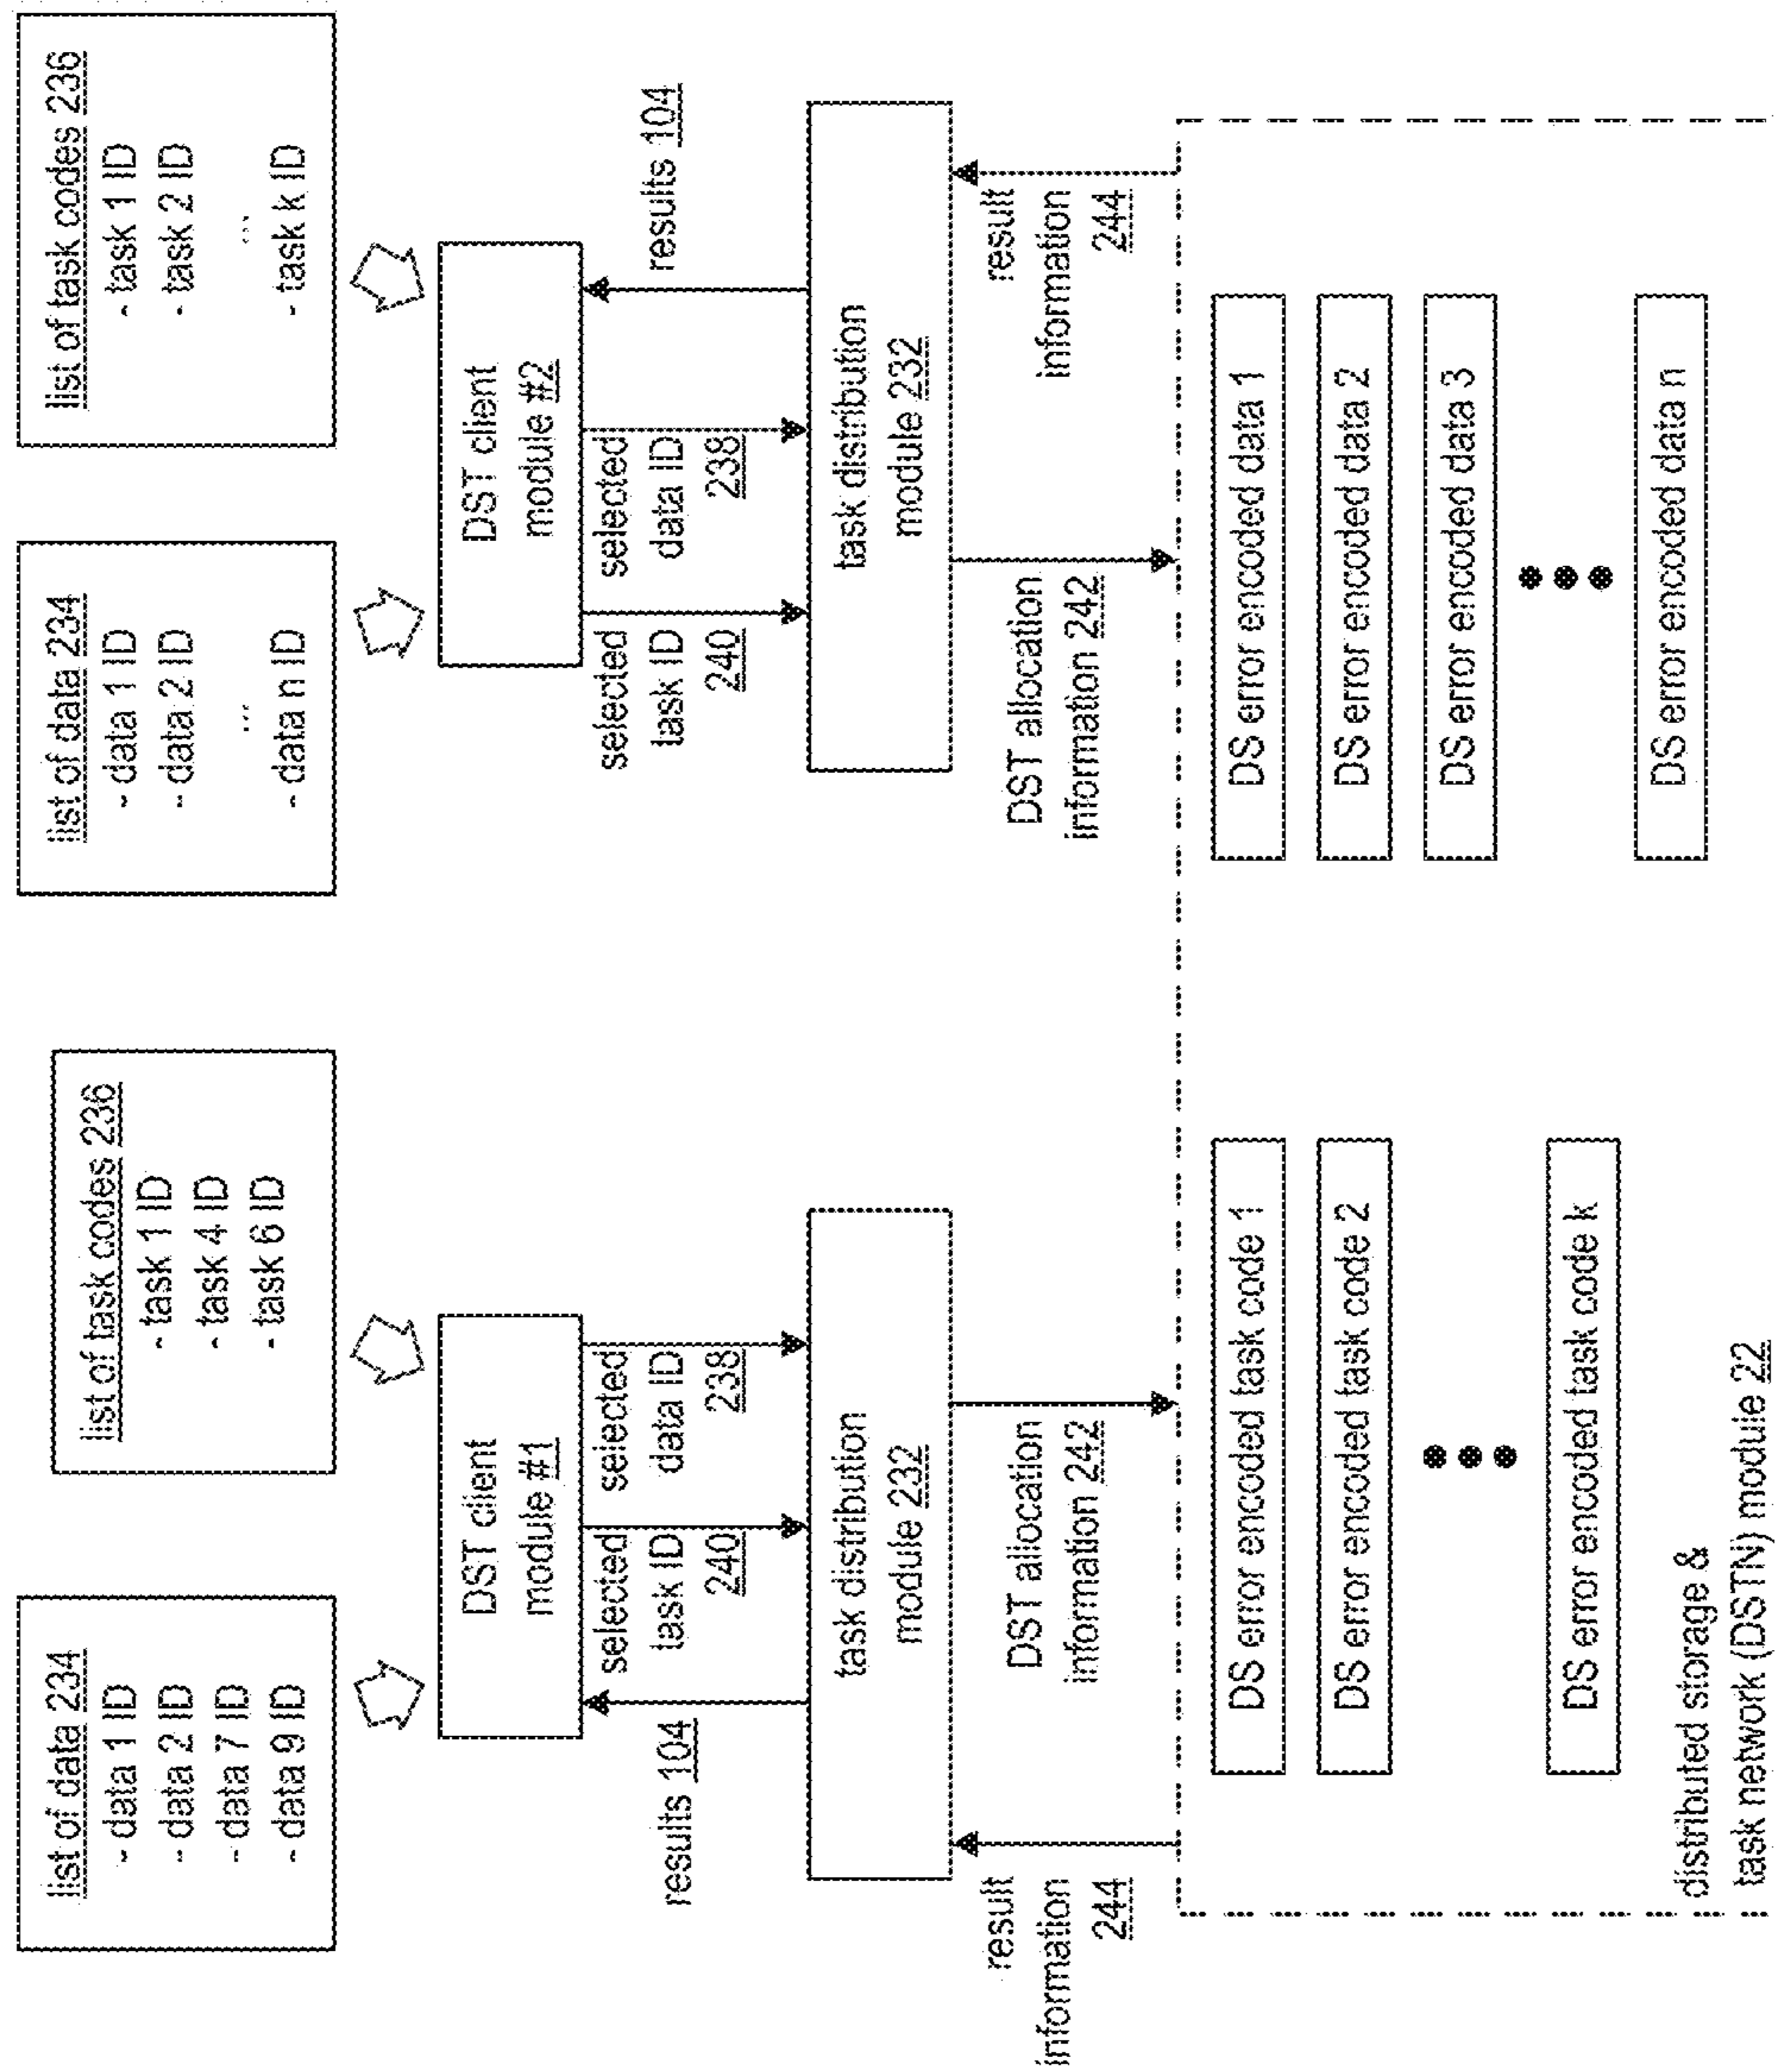 list of data 234
- data 1 ID
- data 2 ID
- data 7 ID
- data 9 ID
list of task codes 236
- task 1 ID
- task 4 ID
- task 6 ID
list of data 234
- data 1 ID
- data 2 ID
...
- data n ID
list of task codes 236
- task 1 ID
- task 2 ID
...
- task k ID
DST client
module #1
DST client
module #2
results 104
selected
task ID
240
selected
data ID
238
selected
task ID
240
selected
data ID
238
results 104
task distribution
module 232
task distribution
module 232
result
information
244
DST allocation
information 242
DST allocation
information 242
result
information
244
DS error encoded task code 1
DS error encoded task code 2
DS error encoded task code k
DS error encoded data 1
DS error encoded data 2
DS error encoded data 3
DS error encoded data n
distributed storage &
task network (DSTN) module 22